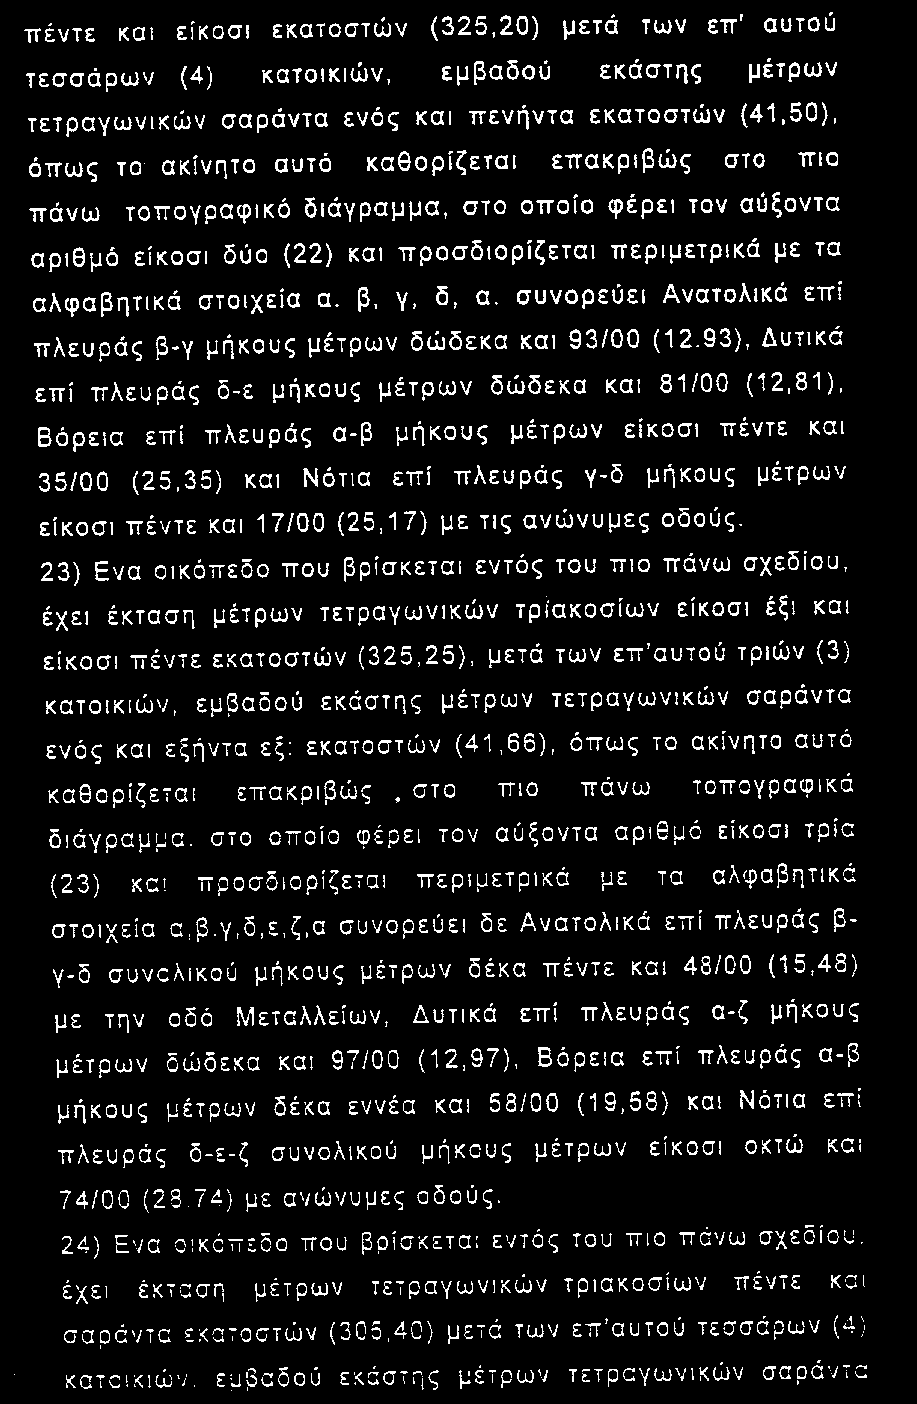 πέντε και είκοσι εκατοστών (325,20) μετά των επ' αυτού
τεσσάρων (4) κατοικιών, εμβαδού εκάστης μέτρων
τετραγωνικών σαράντα ενός και πενήντα εκατοστών (41,50),
όπως το ακίνητο αυτό καθορίζεται επακριβώς στο πιο
πάνω τοπογραφικό διάγραμμα, στο οποίο φέρει τον αύξοντα
αριθμό είκοσι δύο (22) και προσδιορίζεται περιμετρικά με τα
αλφαβητικά στοιχεία α. β, γ, δ, α. συνορεύει Ανατολικά επί
πλευράς β-γ μήκους μέτρων δώδεκα και 93/00 (12.93), Δυτικά
επί πλευράς δ-ε μήκους μέτρων δώδεκα και 81/00 (12,81),
Βόρεια επί πλευράς α-β μήκους μέτρων είκοσι πέντε και
35/00 (25,35) και Νότια επί πλευράς γ-δ μήκους μέτρων
είκοσι πέντε και 17/00 (25,17) με τις ανώνυμες οδούς.
23) Ενα οικόπεδο που βρίσκεται εντός του πιο πάνω σχεδίου,
έχει έκταση μέτρων τετραγωνικών τρίακοσίων είκοσι έξι και
είκοσι πέντε εκατοστών (325,25), μετά των επ'αυτού τριών (3)
κατοικιών, εμβαδού εκάστης μέτρων τετραγωνικών σαράντα
ενός και εξήντα εξ: εκατοστών (41,66), όπως το ακίνητο αυτό
καθορίζεται επακριβώς , στο πιο πάνω τοπογραφικά
διάγραμμα. στο οποίο φέρει τον αύξοντα αριθμό είκοσι τρία
(23) και προσδιορίζεται περιμετρικά με τα αλφαβητικά
στοιχεία α,β.γ,δ,ε,ζ,α συνορεύει δε Ανατολικά επί πλευράς β-
γ-δ συνολικού μήκους μέτρων δέκα πέντε και 48/00 (15,48)
με την οδό Μεταλλείων, Δυτικά επί πλευράς α-ζ μήκους
μέτρων δώδεκα και 97/00 (12,97), Βόρεια επί πλευράς α-β
μήκους μέτρων δέκα εννέα και 58/00 (19,58) και Νότια επί
πλευράς δ-ε-ζ συνολικού μήκους μέτρων είκοσι οκτώ και
74/00 (28.74) με ανώνυμες οδούς.
24) Ενα οικόπεδο που βρίσκεται εντός του πιο πάνω σχεδίου.
έχει έκταση μέτρων τετραγωνικών τριακοσίων πέντε και
σαράντα εκατοστών (305,40) μετά των επ'αυτού τεσσάρων (4)
κατοικιών, εμβαδού εκάστης μέτρων τετραγωνικών σαράντα